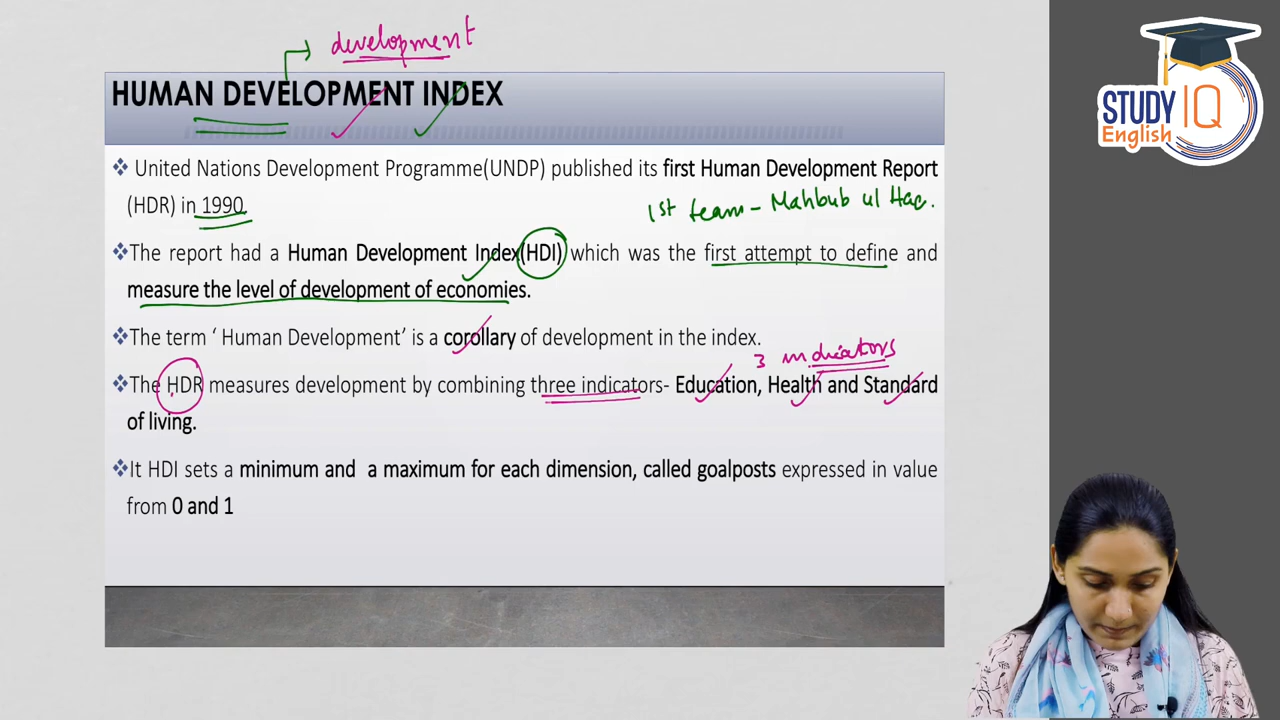 development
HUMAN DEVELOPMENT INDEX
STUDY IQ
English
❖ United Nations Development Programme(UNDP) published its first Human Development Report
(HDR) in 1990.
1st team - Mahbub ul Haq.
❖The report had a Human Development Index(HDI) which was the first attempt to define and
measure the level of development of economies.
❖The term ‘ Human Development’ is a corollary of development in the index.
3 indicators
❖The HDR measures development by combining three indicators- Education, Health and Standard
of living.
❖It HDI sets a minimum and a maximum for each dimension, called goalposts expressed in value
from 0 and 1